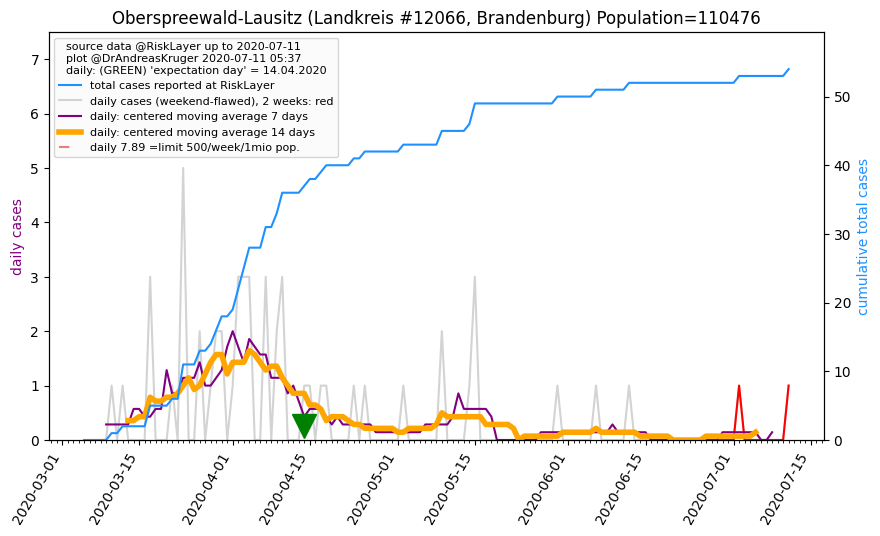 Oberspreewald-Lausitz (Landkreis #12066, Brandenburg) Population=110476
source data @RiskLayer up to 2020-07-11
plot @DrAndreasKruger 2020-07-11 05:37
daily: (GREEN) 'expectation day' = 14.04.2020
total cases reported at RiskLayer
daily cases (weekend-flawed), 2 weeks: red
daily: centered moving average 7 days
daily: centered moving average 14 days
daily 7.89 =limit 500/week/1mio pop.
daily cases
7
6
5
4
3
2
1
0
50
40
30
20
10
0
cumulative total cases
2020-03-01
2020-03-15
2020-04-01
2020-04-15
2020-05-01
2020-05-15
2020-06-01
2020-06-15
2020-07-01
2020-07-15